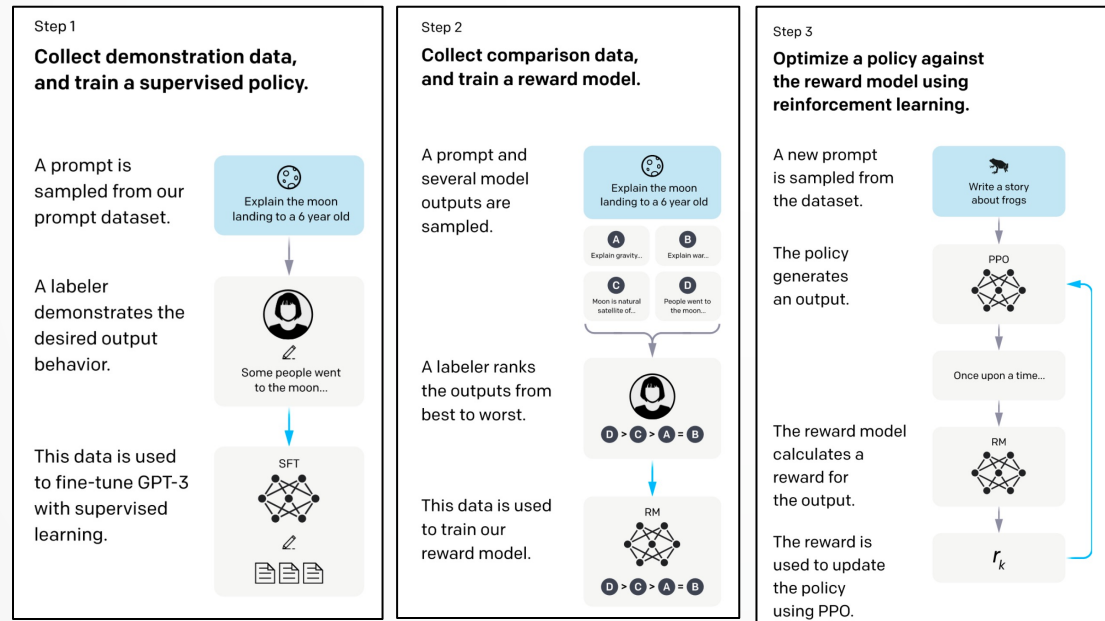 Step 1
Collect demonstration data,
and train a supervised policy.
A prompt is
sampled from our
prompt dataset.
Explain the moon
landing to a 6 year old
A labeler
demonstrates the
desired output
behavior.
Some people went
to the moon...
This data is used
to fine-tune GPT-3
with supervised
learning.
SFT
Step 2
Collect comparison data,
and train a reward model.
A prompt and
several model
outputs are
sampled.
Explain the moon
landing to a 6 year old
A
Explain gravity...
B
Explain war...
C
Moon is natural
satellite of...
D
People went to
the moon...
A labeler ranks
the outputs from
best to worst.
D > C > A = B
This data is used
to train our
reward model.
RM
D > C > A = B
Step 3
Optimize a policy against
the reward model using
reinforcement learning.
A new prompt
is sampled from
the dataset.
Write a story
about frogs
The policy
generates
an output.
PPO
Once upon a time...
The reward model
calculates a
reward for
the output.
RM
The reward is
used to update
the policy
using PPO.
rₖ